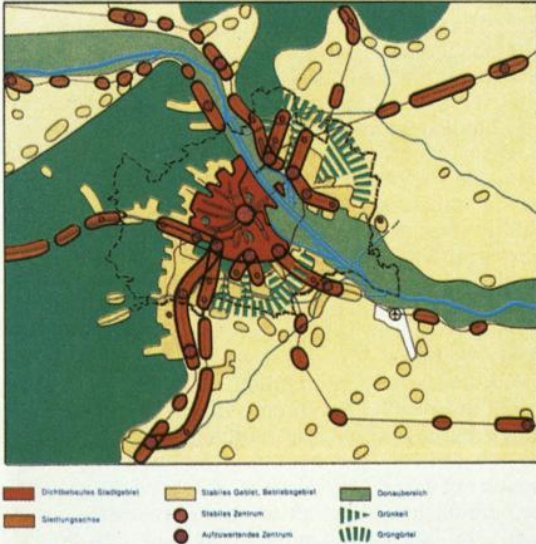 Dichtbebautes Stadtgebiet
Siedlungsachse
Stabiles Gebiet, Betriebsgebiet
Stabiles Zentrum
Aufzuwertendes Zentrum
Donaubereich
Grünkeil
Grüngürtel